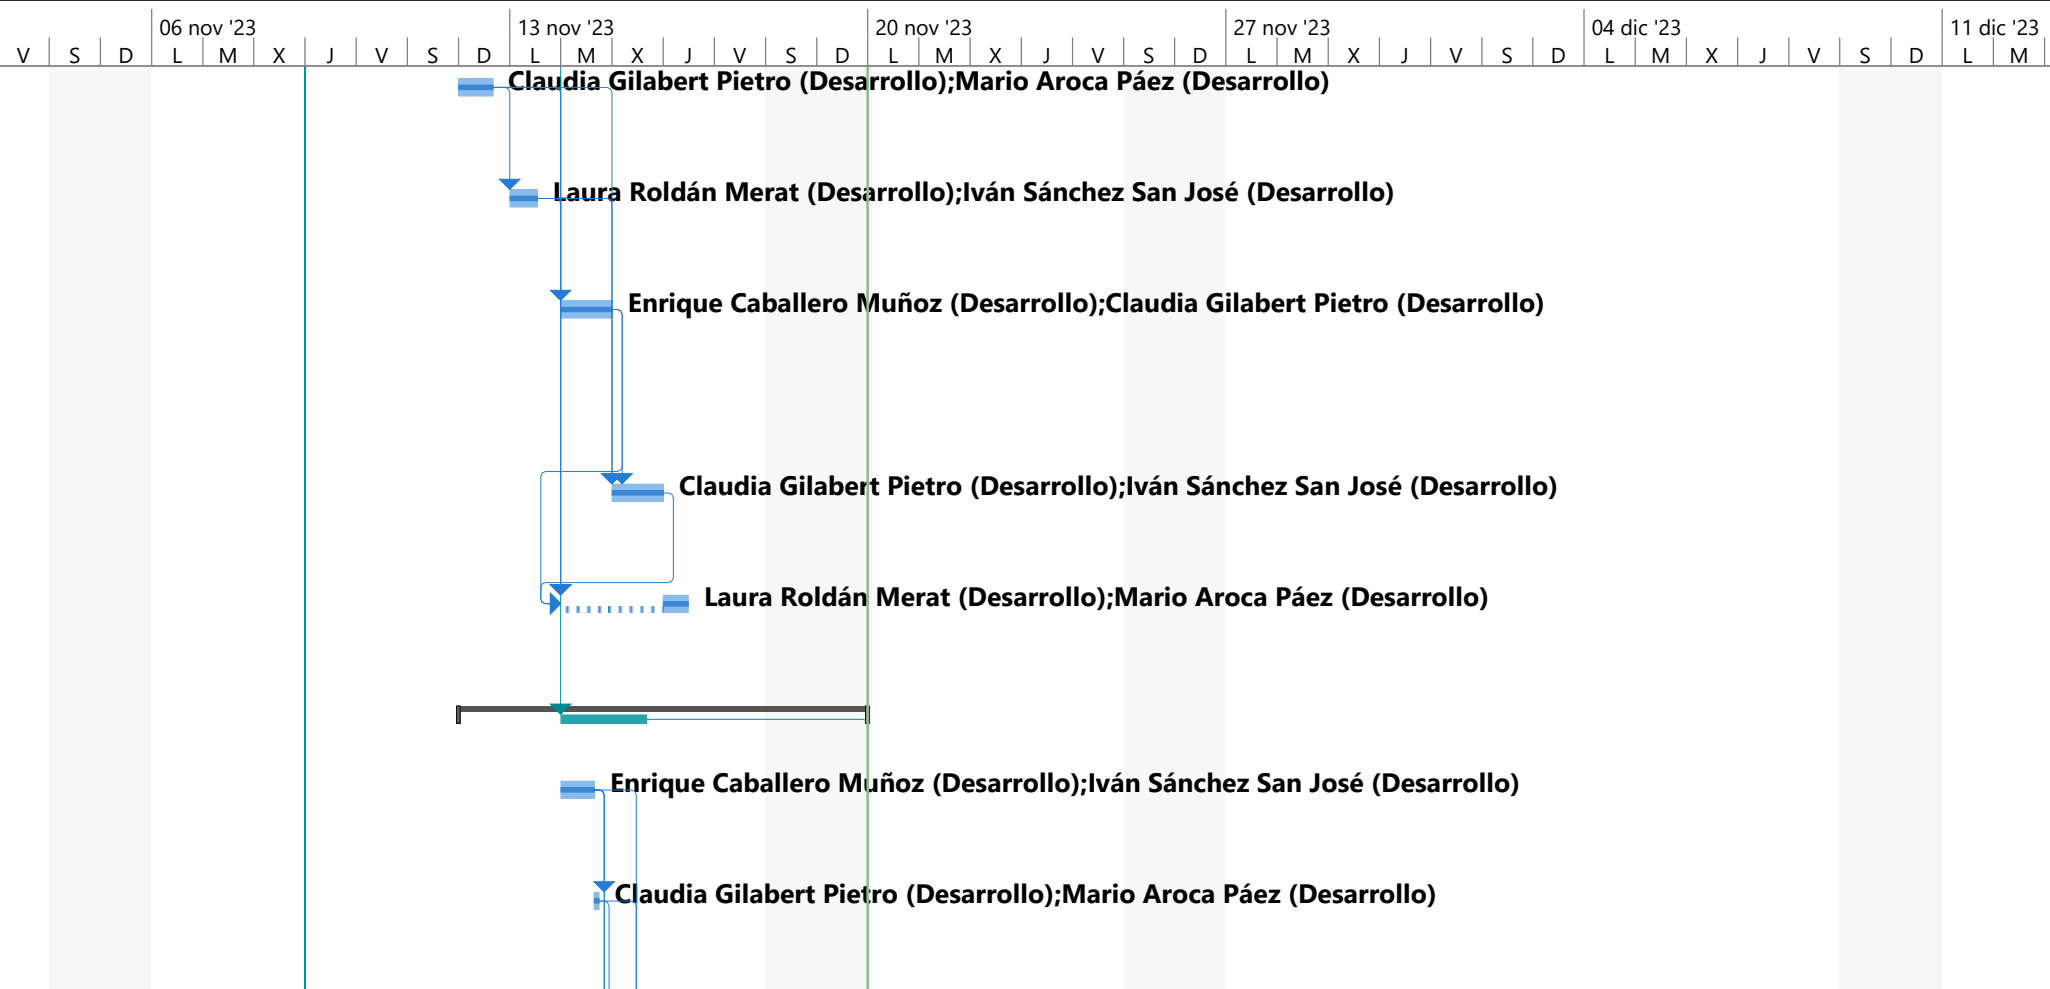 06 nov '23 13 nov '23 20 nov '23 27 nov '23 04 dic '23 11 dic '23
V S D L M X J V S D L M X J V S D L M X J V S D L M X J V S D L M X J V S D L M
Claudia Gilabert Pietro (Desarrollo);Mario Aroca Páez (Desarrollo)
Laura Roldán Merat (Desarrollo);Iván Sánchez San José (Desarrollo)
Enrique Caballero Muñoz (Desarrollo);Claudia Gilabert Pietro (Desarrollo)
Claudia Gilabert Pietro (Desarrollo);Iván Sánchez San José (Desarrollo)
Laura Roldán Merat (Desarrollo);Mario Aroca Páez (Desarrollo)
Enrique Caballero Muñoz (Desarrollo);Iván Sánchez San José (Desarrollo)
Claudia Gilabert Pietro (Desarrollo);Mario Aroca Páez (Desarrollo)